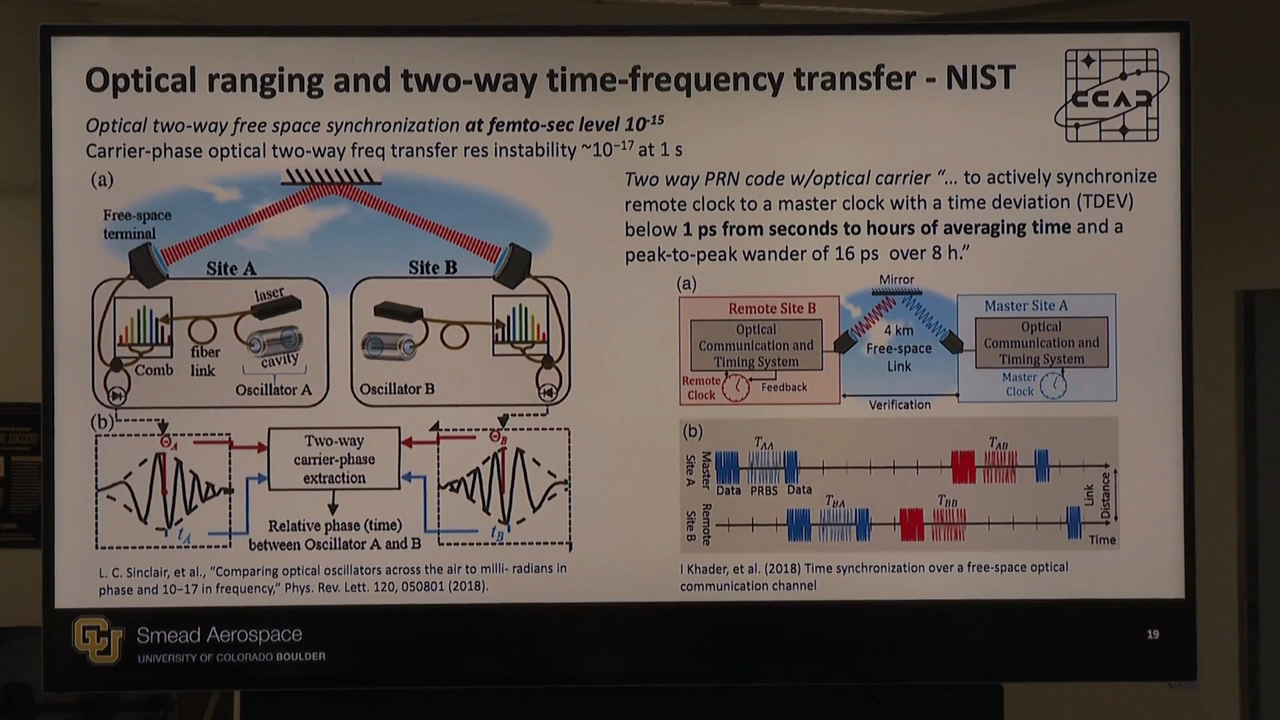 Optical ranging and two-way time-frequency transfer - NIST
CCAR
Optical two-way free space synchronization at femto-sec level 10⁻¹⁵
Carrier-phase optical two-way freq transfer res instability ~10⁻¹⁷ at 1 s
(a)
Free-space
terminal
Site A
Site B
laser
fiber
link
cavity
Comb
Oscillator A
Oscillator B
(b)
Θ_A
Θ_B
Two-way
carrier-phase
extraction
t_A
t_B
Relative phase (time)
between Oscillator A and B
L. C. Sinclair, et al., "Comparing optical oscillators across the air to milli- radians in
phase and 10–17 in frequency," Phys. Rev. Lett. 120, 050801 (2018).
Two way PRN code w/optical carrier "... to actively synchronize
remote clock to a master clock with a time deviation (TDEV)
below 1 ps from seconds to hours of averaging time and a
peak-to-peak wander of 16 ps over 8 h."
(a)
Mirror
Remote Site B
Master Site A
Optical
Communication and
Timing System
4 km
Free-space
Link
Optical
Communication and
Timing System
Remote
Clock
Feedback
Master
Clock
Verification
(b)
Master
Site A
T_AA
T_AB
Data PRBS Data
Remote
Site B
T_BA
T_BB
Link
Distance
Time
I Khader, et al. (2018) Time synchronization over a free-space optical
communication channel
CU
Smead Aerospace
UNIVERSITY OF COLORADO BOULDER
19